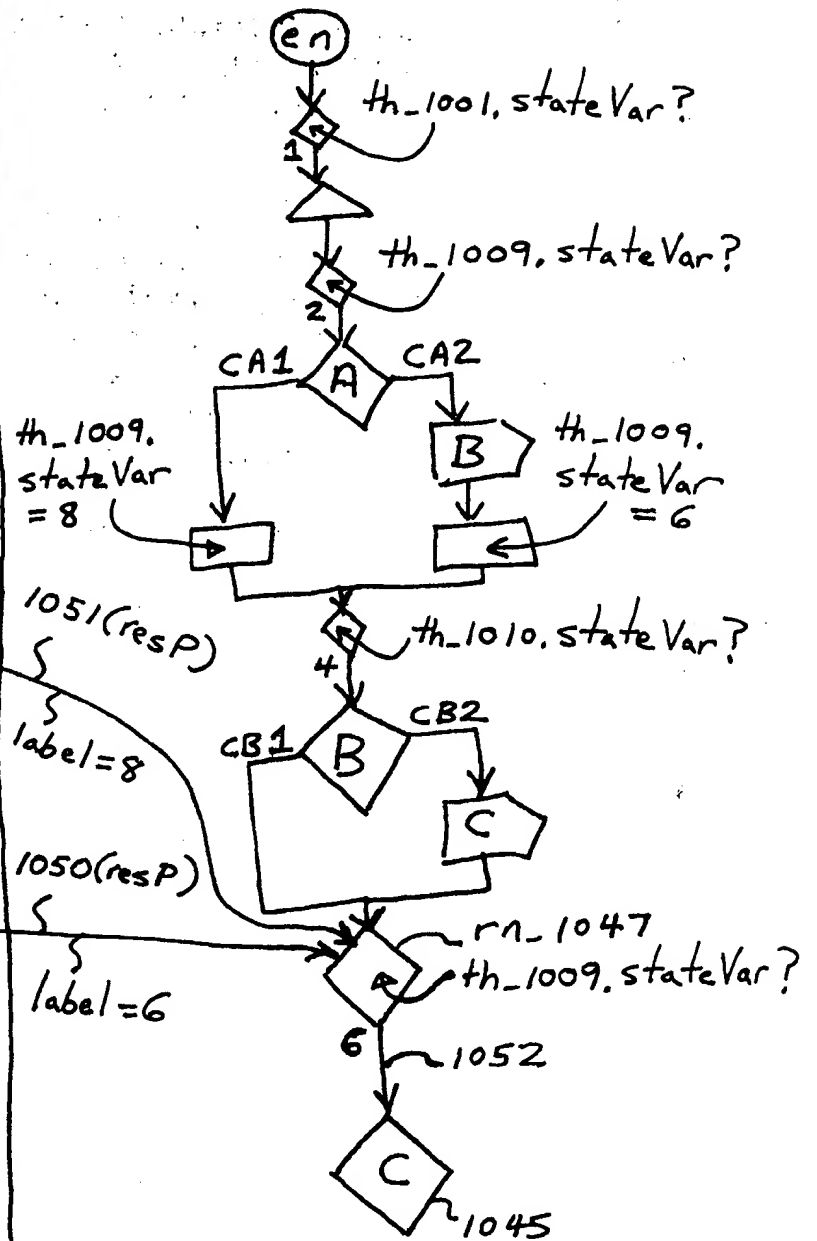 en
th_1001.stateVar?
1
th_1009.stateVar?
2
CA1
CA2
A
B
th_1009.
stateVar
= 8
th_1009.
stateVar
= 6
1051(resP)
label=8
th_1010.stateVar?
4
CB1
CB2
B
C
1050(resP)
label=6
rn_1047
th_1009.stateVar?
6
1052
C
1045